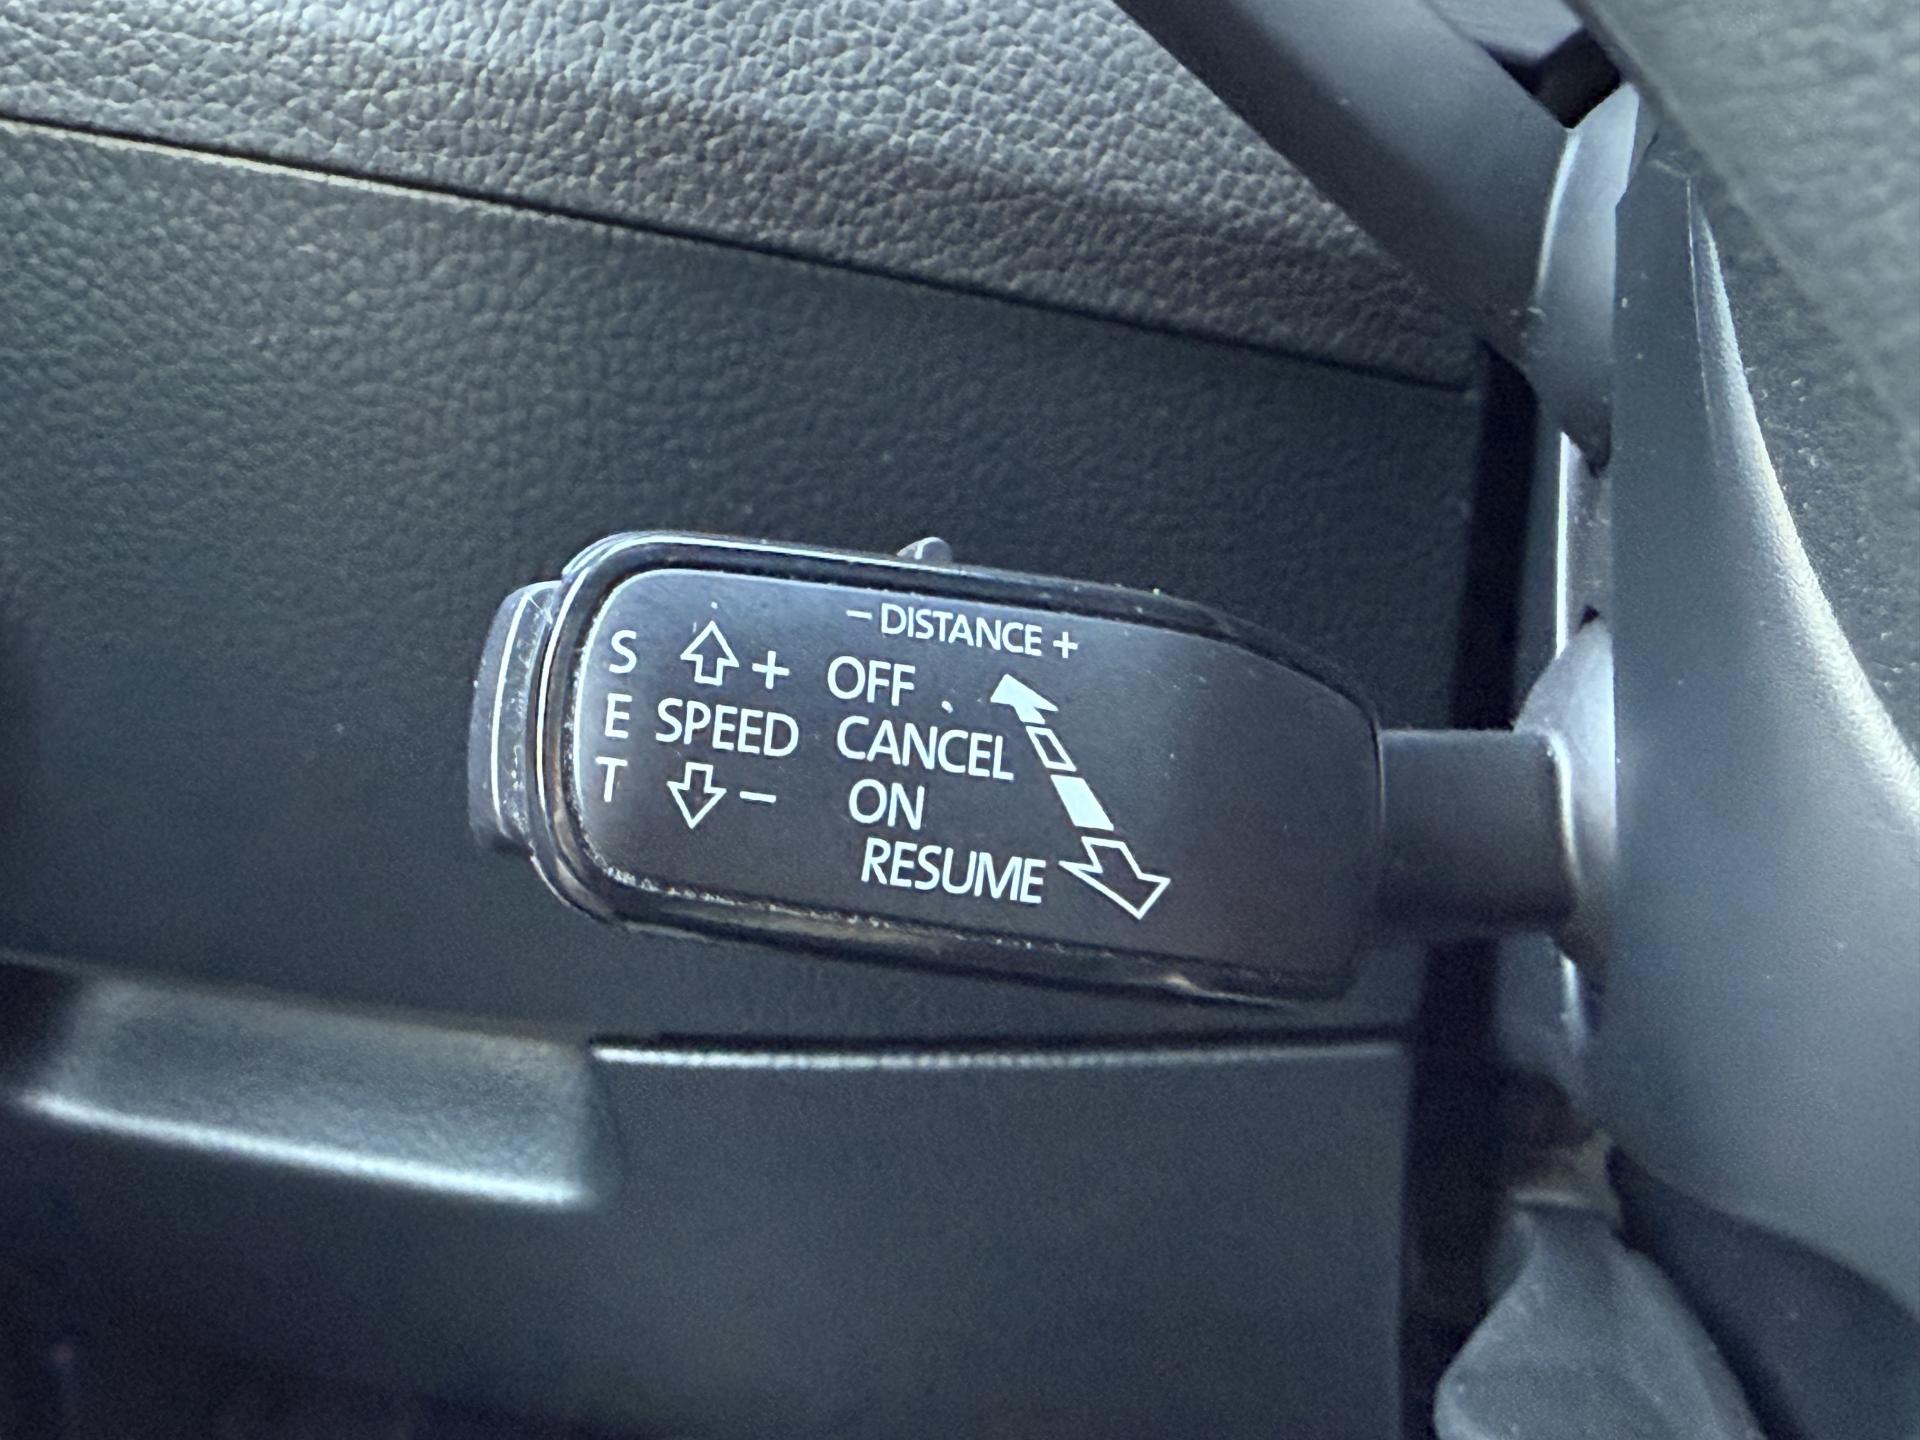 – DISTANCE +
S + OFF
E SPEED CANCEL
T – ON
RESUME